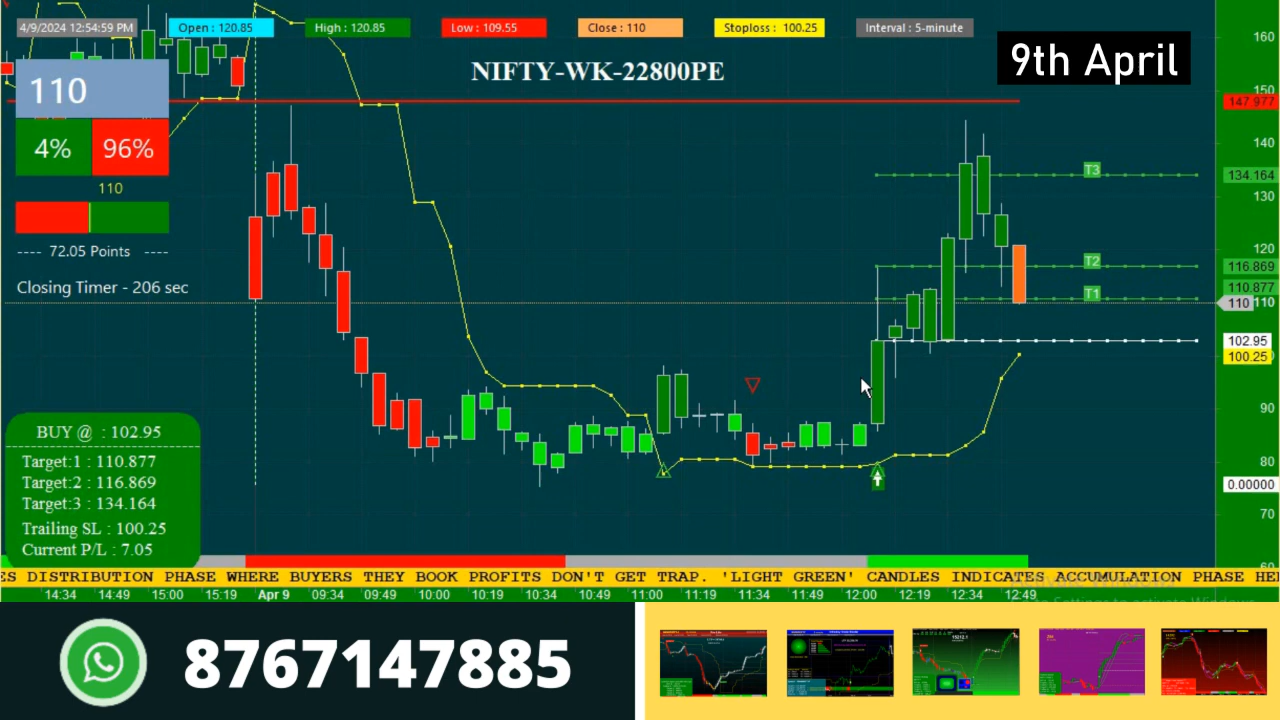 4/9/2024 12:54:59 PM
Open : 120.85
High : 120.85
Low : 109.55
Close : 110
Stoploss : 100.25
Interval : 5-minute
9th April
NIFTY-WK-22800PE
110
4%
96%
110
---- 72.05 Points ----
Closing Timer - 206 sec
T3
T2
T1
160
150
147.977
140
134.164
130
120
116.869
110.877
110
110
102.95
100.25
90
80
0.00000
70
60
BUY @ : 102.95
Target:1 : 110.877
Target:2 : 116.869
Target:3 : 134.164
Trailing SL : 100.25
Current P/L : 7.05
ES DISTRIBUTION PHASE WHERE BUYERS THEY BOOK PROFITS DON'T GET TRAP. 'LIGHT GREEN' CANDLES INDICATES ACCUMULATION PHASE HE
14:34 14:49 15:00 15:19 Apr 9 09:34 09:49 10:00 10:19 10:34 10:49 11:00 11:19 11:34 11:49 12:00 12:19 12:34 12:49
8767147885